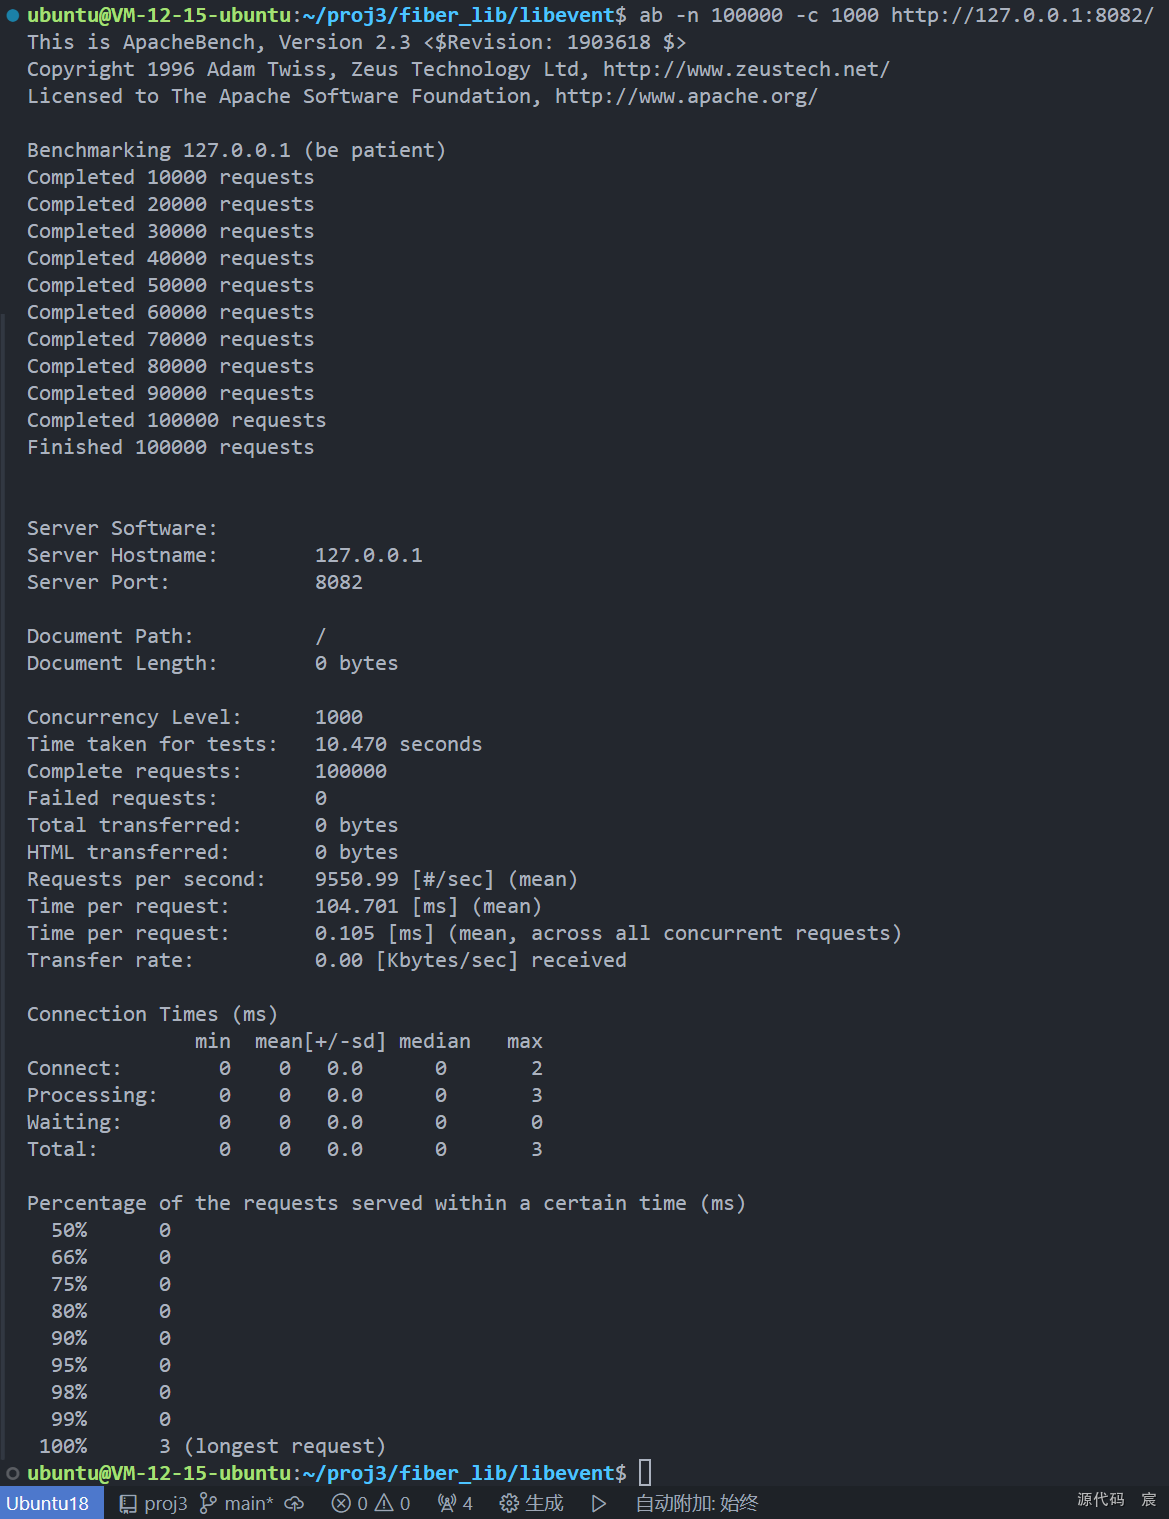 ubuntu@VM-12-15-ubuntu:~/proj3/fiber_lib/libevent$ ab -n 100000 -c 1000 http://127.0.0.1:8082/
This is ApacheBench, Version 2.3 <$Revision: 1903618 $>
Copyright 1996 Adam Twiss, Zeus Technology Ltd, http://www.zeustech.net/
Licensed to The Apache Software Foundation, http://www.apache.org/
Benchmarking 127.0.0.1 (be patient)
Completed 10000 requests
Completed 20000 requests
Completed 30000 requests
Completed 40000 requests
Completed 50000 requests
Completed 60000 requests
Completed 70000 requests
Completed 80000 requests
Completed 90000 requests
Completed 100000 requests
Finished 100000 requests
Server Software:
Server Hostname:        127.0.0.1
Server Port:            8082
Document Path:          /
Document Length:        0 bytes
Concurrency Level:      1000
Time taken for tests:   10.470 seconds
Complete requests:      100000
Failed requests:        0
Total transferred:      0 bytes
HTML transferred:       0 bytes
Requests per second:    9550.99 [#/sec] (mean)
Time per request:       104.701 [ms] (mean)
Time per request:       0.105 [ms] (mean, across all concurrent requests)
Transfer rate:          0.00 [Kbytes/sec] received
Connection Times (ms)
              min  mean[+/-sd] median   max
Connect:        0    0   0.0      0       2
Processing:     0    0   0.0      0       3
Waiting:        0    0   0.0      0       0
Total:          0    0   0.0      0       3
Percentage of the requests served within a certain time (ms)
  50%      0
  66%      0
  75%      0
  80%      0
  90%      0
  95%      0
  98%      0
  99%      0
 100%      3 (longest request)
ubuntu@VM-12-15-ubuntu:~/proj3/fiber_lib/libevent$
Ubuntu18 proj3 main* 0 0 4 生成 自动附加: 始终 源代码 宸